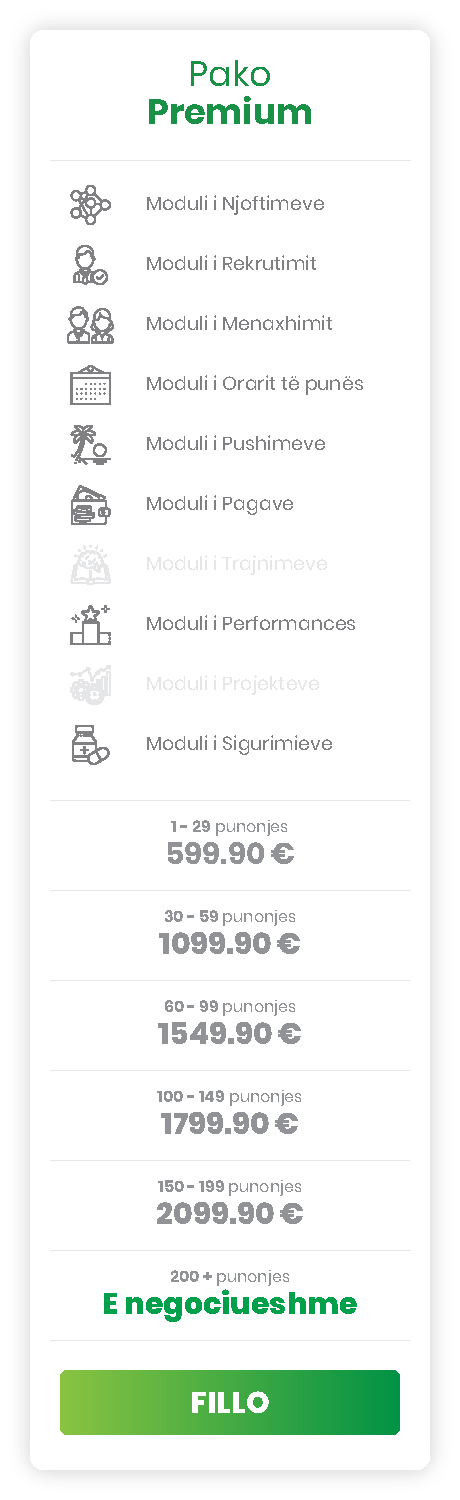 Pako
Premium
Moduli i Njoftimeve
Moduli i Rekrutimit
Moduli i Menaxhimit
Moduli i Orarit të punës
Moduli i Pushimeve
Moduli i Pagave
Moduli i Trajnimeve
Moduli i Performances
Moduli i Projekteve
Moduli i Sigurimieve
1 - 29 punonjes
599.90 €
30 - 59 punonjes
1099.90 €
60 - 99 punonjes
1549.90 €
100 - 149 punonjes
1799.90 €
150 - 199 punonjes
2099.90 €
200 + punonjes
E negociueshme
FILLO